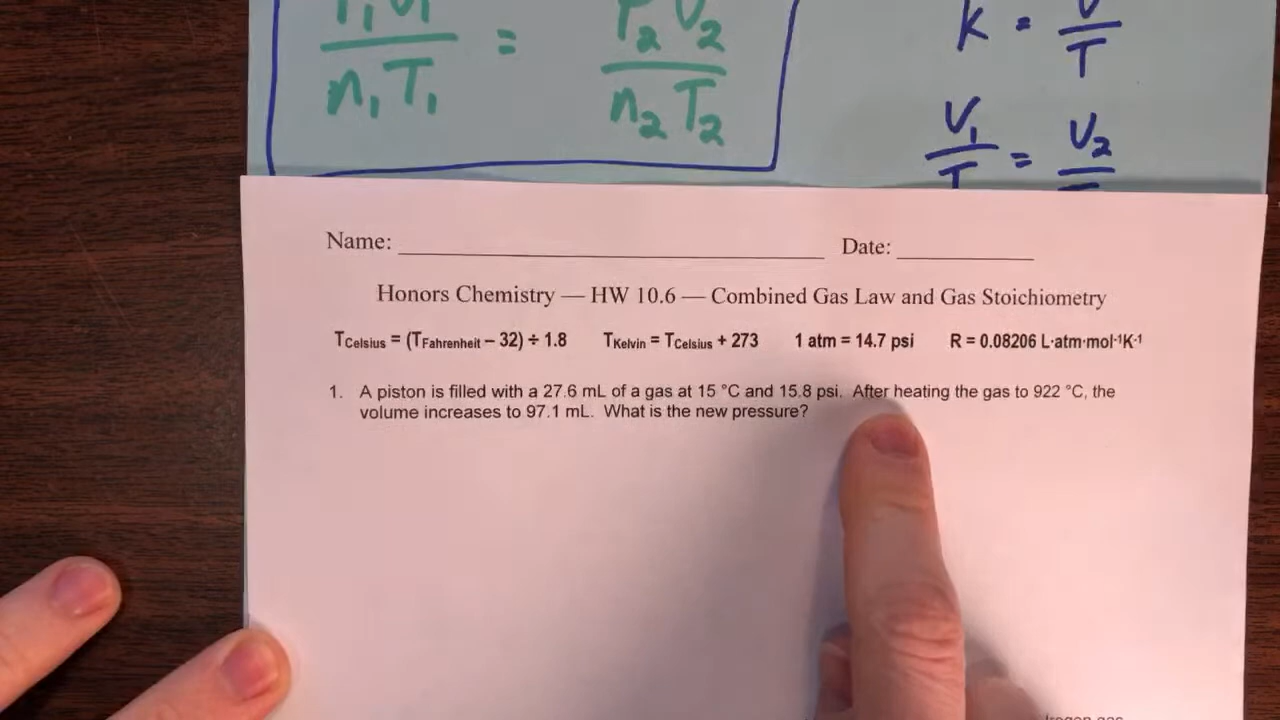 P₁V₁ / n₁T₁ = P₂V₂ / n₂T₂
k = V / T
V₁ / T = V₂
Name: Date:
Honors Chemistry — HW 10.6 — Combined Gas Law and Gas Stoichiometry
TCelsius = (TFahrenheit – 32) ÷ 1.8 TKelvin = TCelsius + 273 1 atm = 14.7 psi R = 0.08206 L·atm·mol⁻¹K⁻¹
1. A piston is filled with a 27.6 mL of a gas at 15 °C and 15.8 psi. After heating the gas to 922 °C, the
volume increases to 97.1 mL. What is the new pressure?